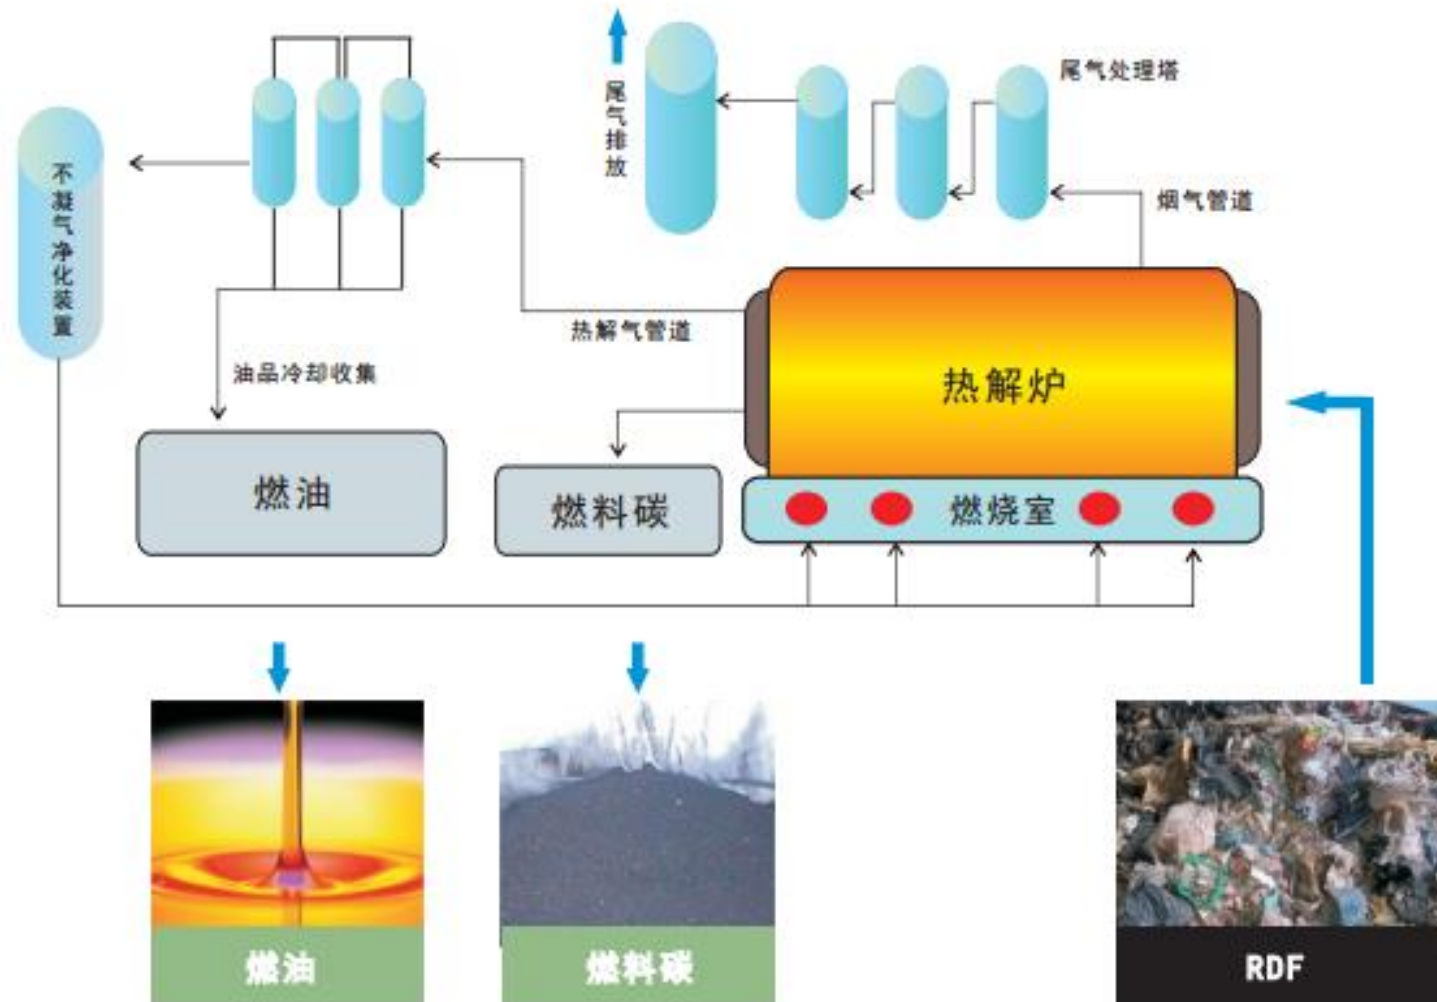 尾气处理塔
尾气排放
不凝气净化装置
烟气管道
热解气管道
油品冷却收集
热解炉
燃油
燃料碳
燃烧室
燃油
燃料碳
RDF